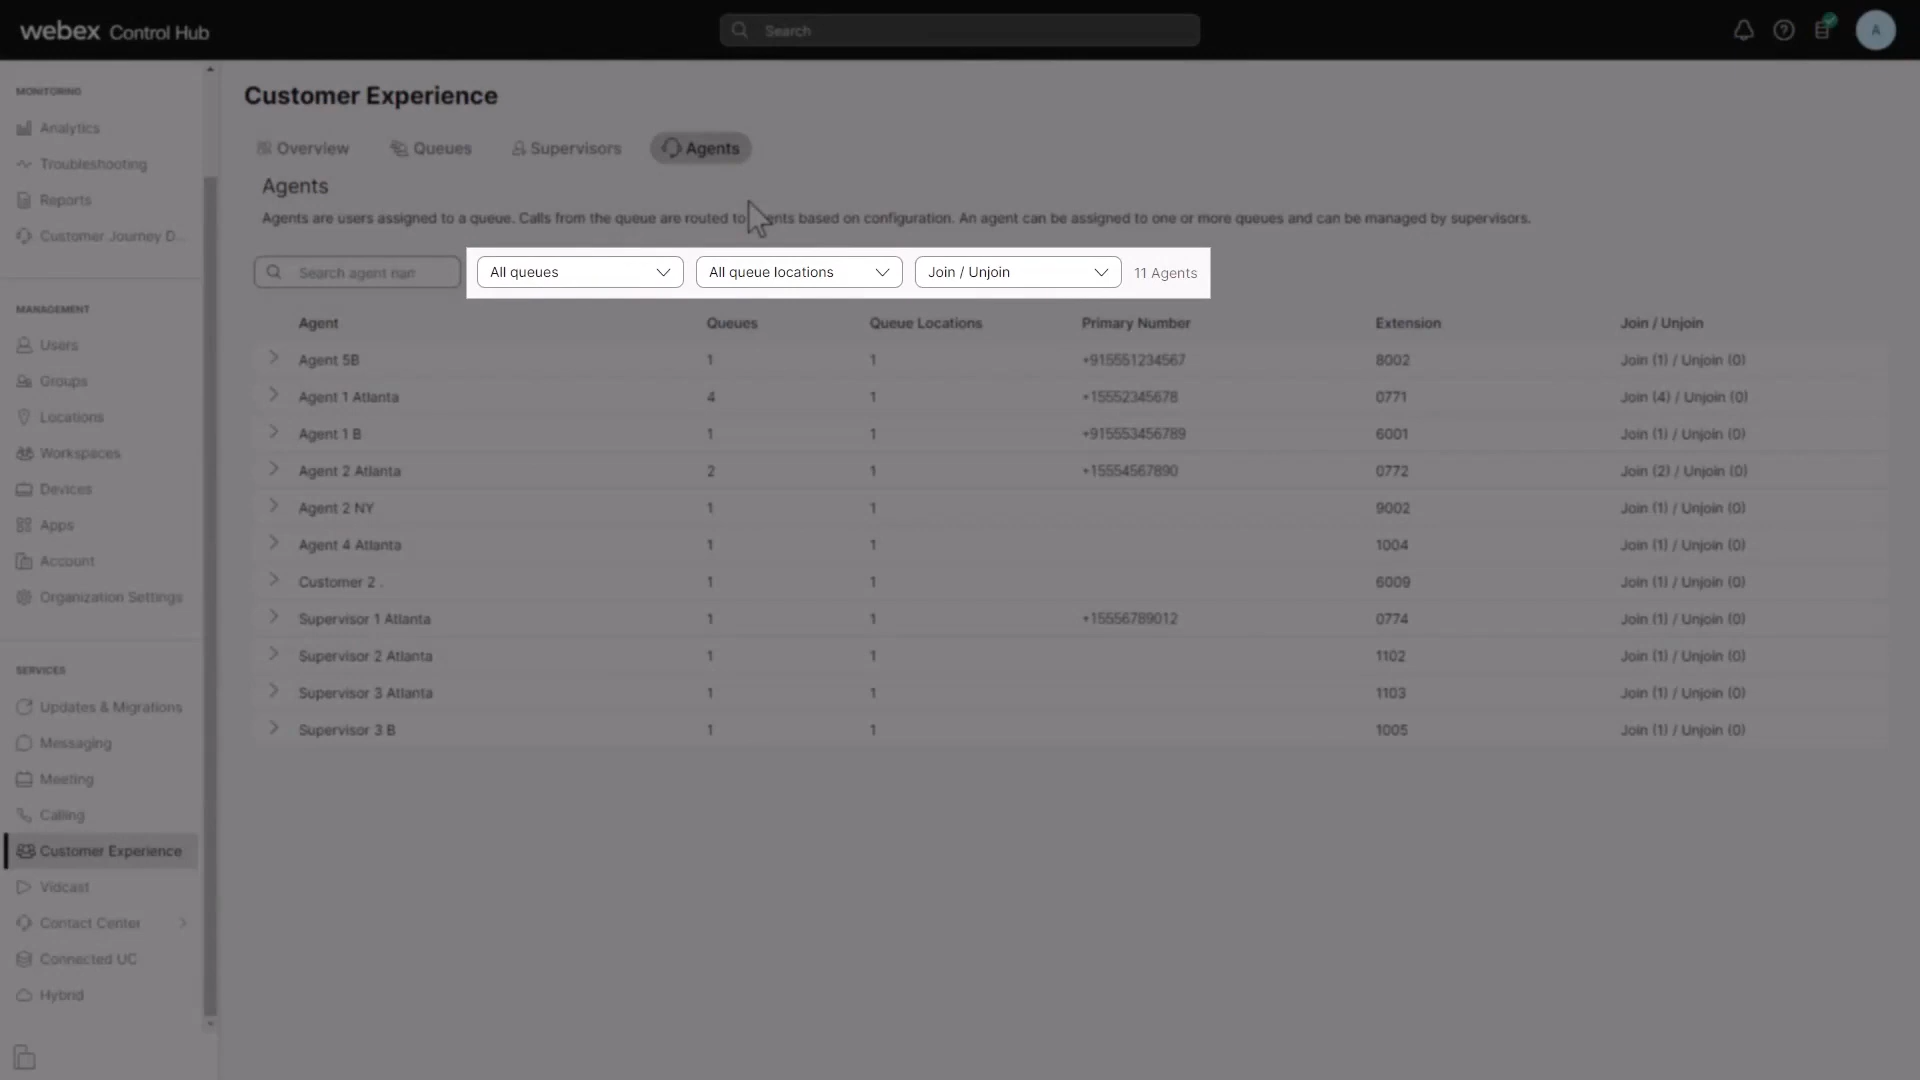 webex Control Hub
Search
A
MONITORING
Analytics
Troubleshooting
Reports
Customer Journey D...
MANAGEMENT
Users
Groups
Locations
Workspaces
Devices
Apps
Account
Organization Settings
SERVICES
Updates & Migrations
Messaging
Meeting
Calling
Customer Experience
Vidcast
Contact Center
Connected UC
Hybrid
Customer Experience
Overview Queues Supervisors Agents
Agents
Agents are users assigned to a queue. Calls from the queue are routed to agents based on configuration. An agent can be assigned to one or more queues and can be managed by supervisors.
Search agent nam All queues All queue locations Join / Unjoin 11 Agents
Agent Queues Queue Locations Primary Number Extension Join / Unjoin
Agent 5B 1 1 +915551234567 8002 Join (1) / Unjoin (0)
Agent 1 Atlanta 4 1 +15552345678 0771 Join (4) / Unjoin (0)
Agent 1 B 1 1 +915553456789 6001 Join (1) / Unjoin (0)
Agent 2 Atlanta 2 1 +15554567890 0772 Join (2) / Unjoin (0)
Agent 2 NY 1 1 9002 Join (1) / Unjoin (0)
Agent 4 Atlanta 1 1 1004 Join (1) / Unjoin (0)
Customer 2 . 1 1 6009 Join (1) / Unjoin (0)
Supervisor 1 Atlanta 1 1 +15556789012 0774 Join (1) / Unjoin (0)
Supervisor 2 Atlanta 1 1 1102 Join (1) / Unjoin (0)
Supervisor 3 Atlanta 1 1 1103 Join (1) / Unjoin (0)
Supervisor 3 B 1 1 1005 Join (1) / Unjoin (0)